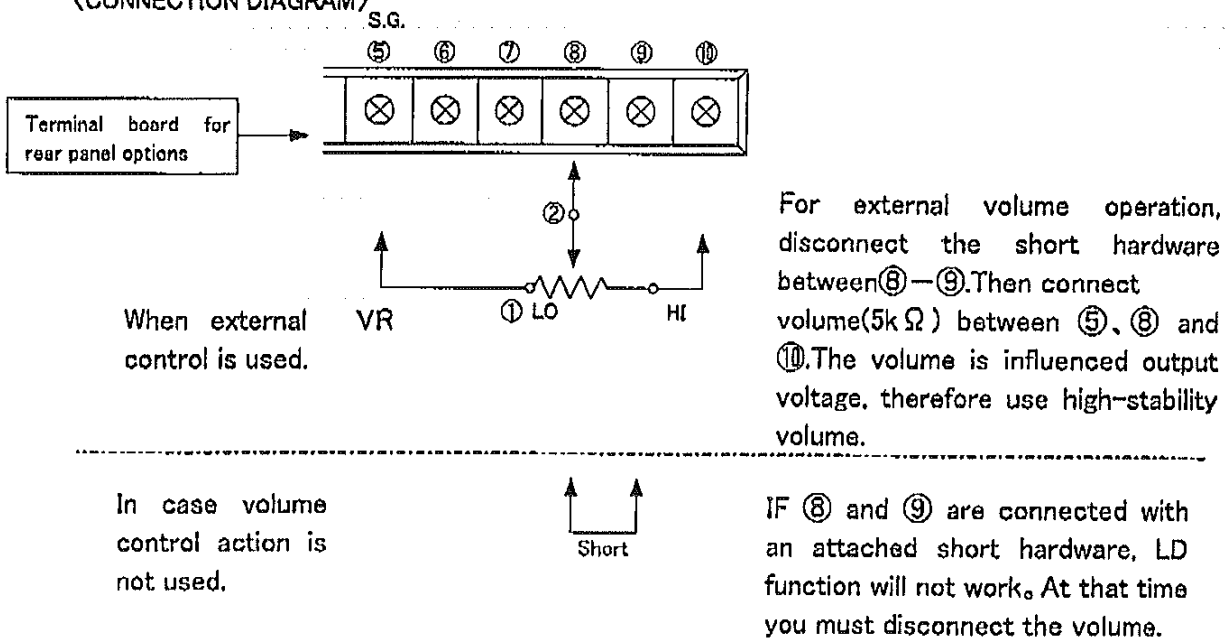 (CONNECTION DIAGRAM)
S.G.
⑤ ⑥ ⑦ ⑧ ⑨ ⑩
Terminal board for
rear panel options
②
For external volume operation,
disconnect the short hardware
between⑧-⑨.Then connect
volume(5kΩ) between ⑤、⑧ and
⑩.The volume is influenced output
voltage, therefore use high-stability
volume.
When external
control is used.
VR ① LO HI
In case volume
control action is
not used.
Short
IF ⑧ and ⑨ are connected with
an attached short hardware, LD
function will not work。At that time
you must disconnect the volume.